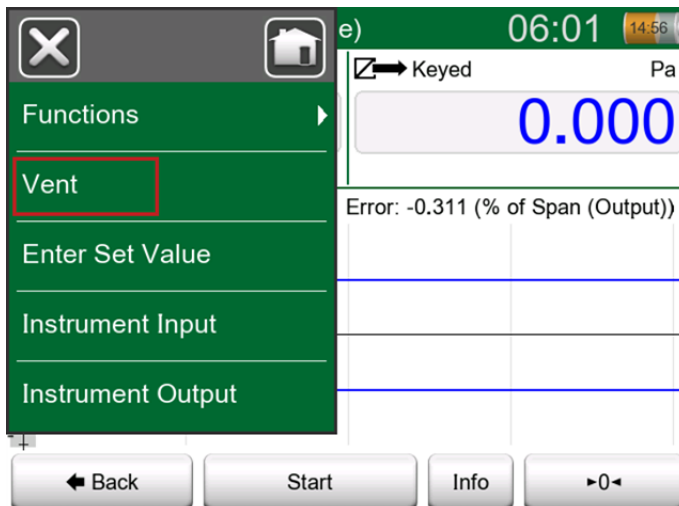 e) 06:01 14:56
Keyed Pa
0.000
Error: -0.311 (% of Span (Output))
Functions
Vent
Enter Set Value
Instrument Input
Instrument Output
Back Start Info ►0◄